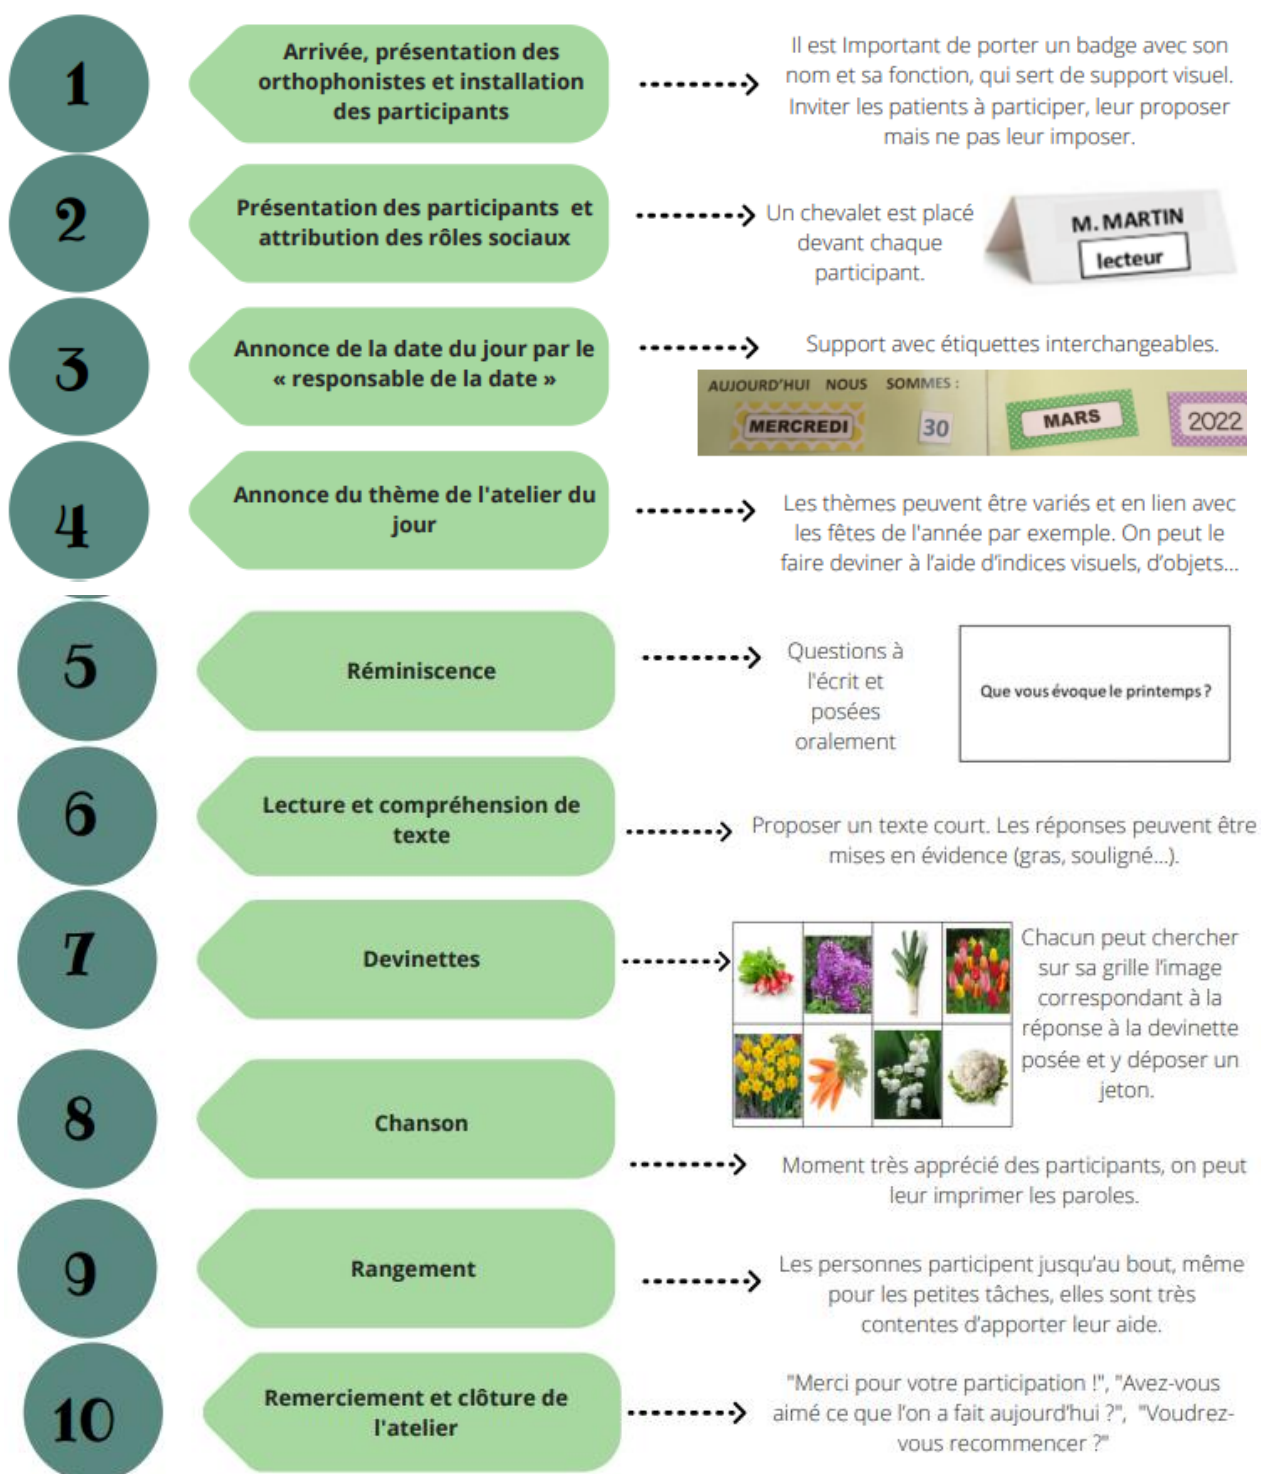 1
Arrivée, présentation des
orthophonistes et installation
des participants
Il est Important de porter un badge avec son
nom et sa fonction, qui sert de support visuel.
Inviter les patients à participer, leur proposer
mais ne pas leur imposer.
2
Présentation des participants et
attribution des rôles sociaux
Un chevalet est placé
devant chaque
participant.
M. MARTIN
lecteur
3
Annonce de la date du jour par le
« responsable de la date »
Support avec étiquettes interchangeables.
AUJOURD'HUI NOUS SOMMES :
MERCREDI 30 MARS 2022
4
Annonce du thème de l'atelier du
jour
Les thèmes peuvent être variés et en lien avec
les fêtes de l'année par exemple. On peut le
faire deviner à l'aide d'indices visuels, d'objets...
5
Réminiscence
Questions à
l'écrit et
posées
oralement
Que vous évoque le printemps ?
6
Lecture et compréhension de
texte
Proposer un texte court. Les réponses peuvent être
mises en évidence (gras, souligné...).
7
Devinettes
Chacun peut chercher
sur sa grille l'image
correspondant à la
réponse à la devinette
posée et y déposer un
jeton.
8
Chanson
Moment très apprécié des participants, on peut
leur imprimer les paroles.
9
Rangement
Les personnes participent jusqu'au bout, même
pour les petites tâches, elles sont très
contentes d'apporter leur aide.
10
Remerciement et clôture de
l'atelier
"Merci pour votre participation !", "Avez-vous
aimé ce que l'on a fait aujourd'hui ?", "Voudrez-
vous recommencer ?"